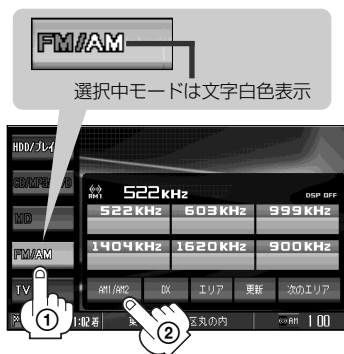 FM/AM
選択中モードは文字白色表示
HDD/プレイ
MD
FM/AM
TV
AM1 522kHz
DSP OFF
522kHz 603kHz 999kHz
1404kHz 1620kHz 900kHz
AM1/AM2 DX エリア 更新 次のエリア
① :02着 区丸の内 AM 1:00
②